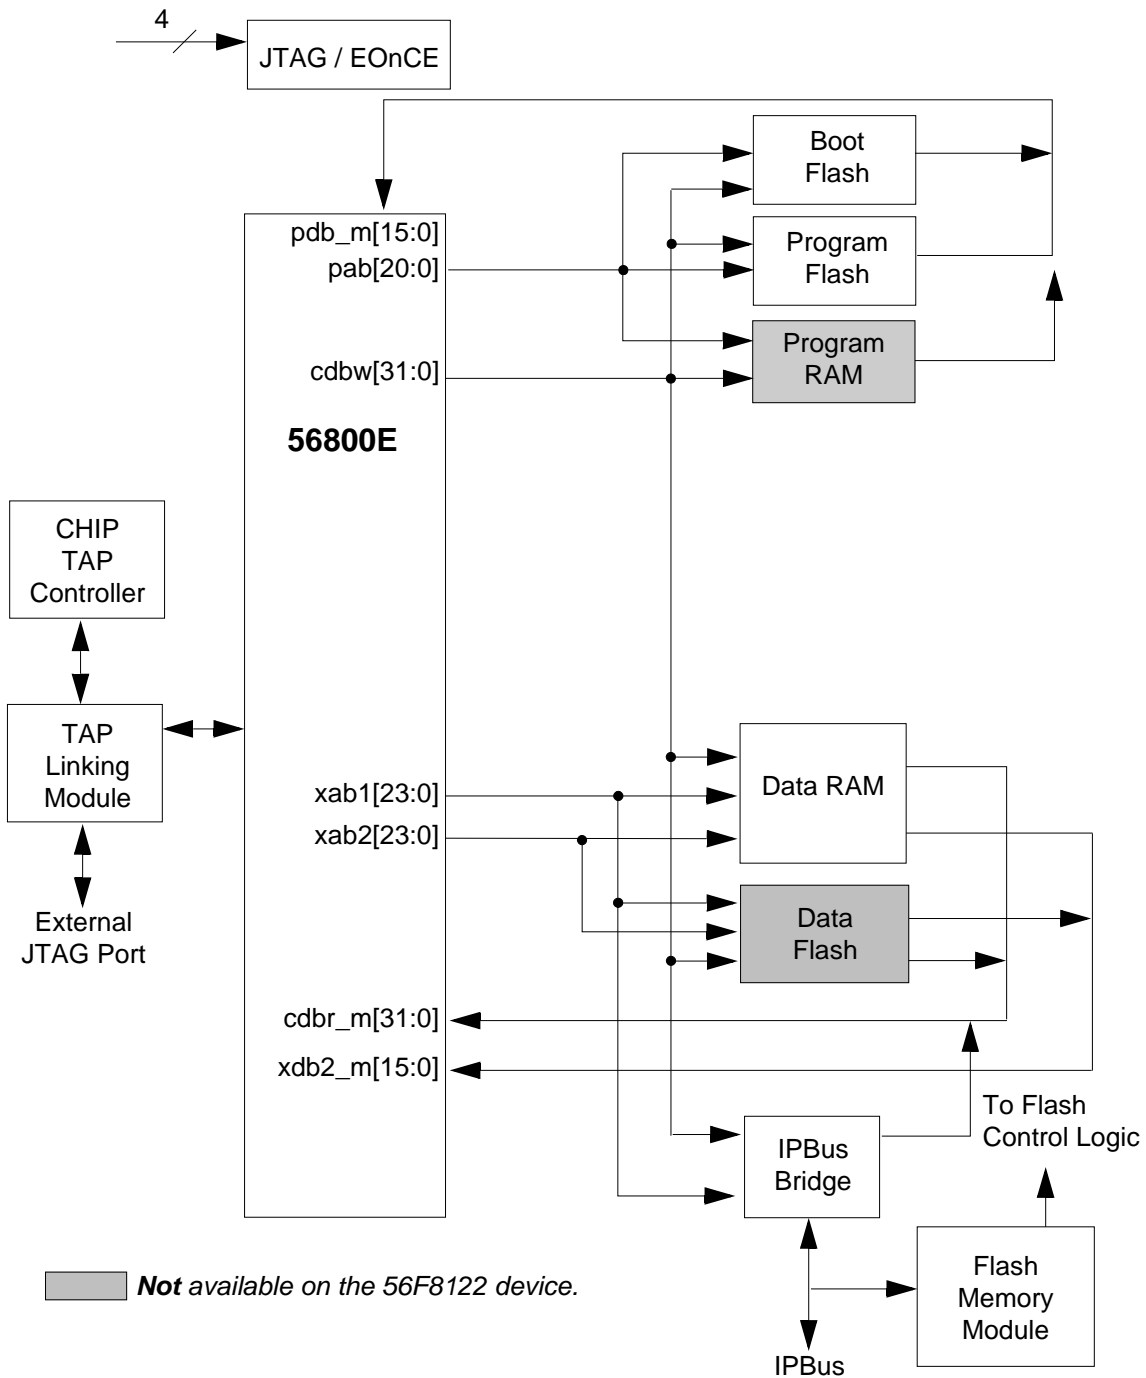 4
JTAG / EOnCE
Boot
Flash
pdb_m[15:0]
pab[20:0]
Program
Flash
cdbw[31:0]
Program
RAM
56800E
CHIP
TAP
Controller
TAP
Linking
Module
External
JTAG Port
xab1[23:0]
xab2[23:0]
Data RAM
Data
Flash
cdbr_m[31:0]
xdb2_m[15:0]
To Flash
Control Logic
IPBus
Bridge
Flash
Memory
Module
IPBus
Not available on the 56F8122 device.